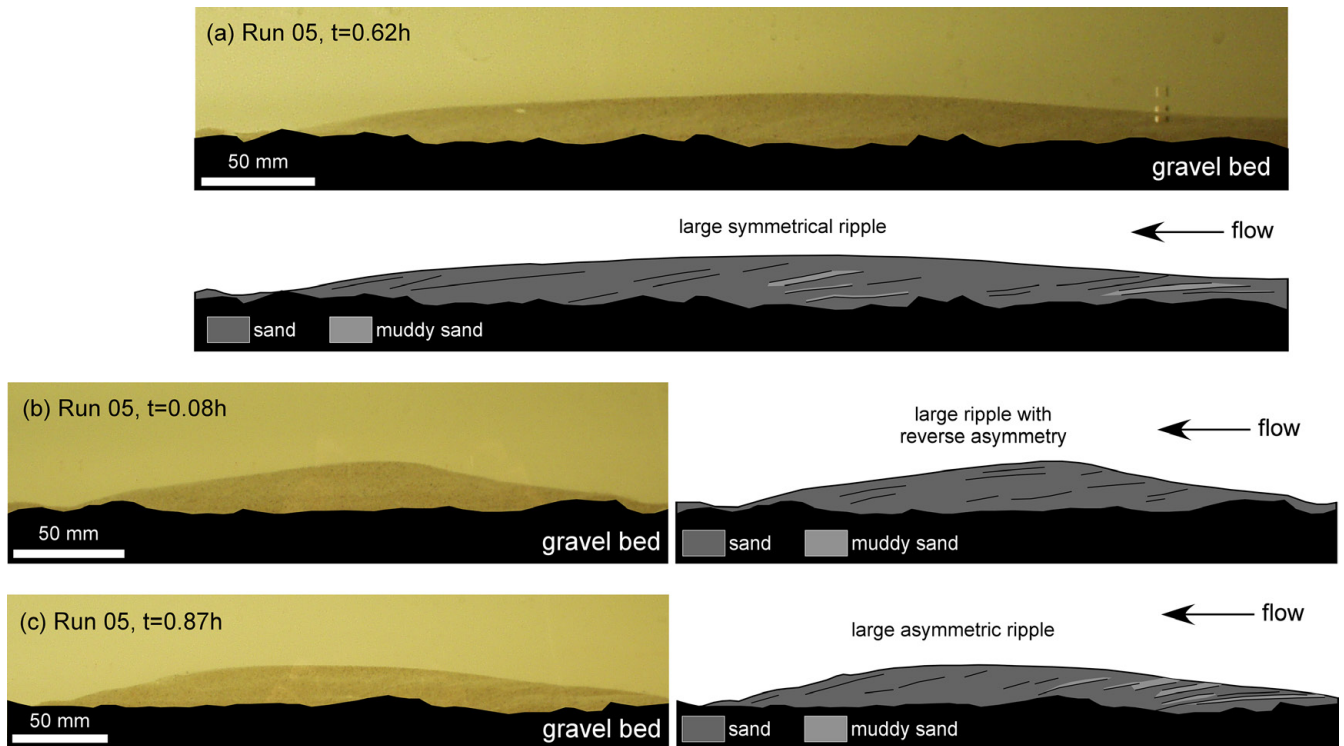 (a) Run 05, t=0.62h
50 mm
gravel bed
large symmetrical ripple
flow
sand
muddy sand
(b) Run 05, t=0.08h
50 mm
gravel bed
large ripple with
reverse asymmetry
flow
sand
muddy sand
(c) Run 05, t=0.87h
50 mm
gravel bed
large asymmetric ripple
flow
sand
muddy sand